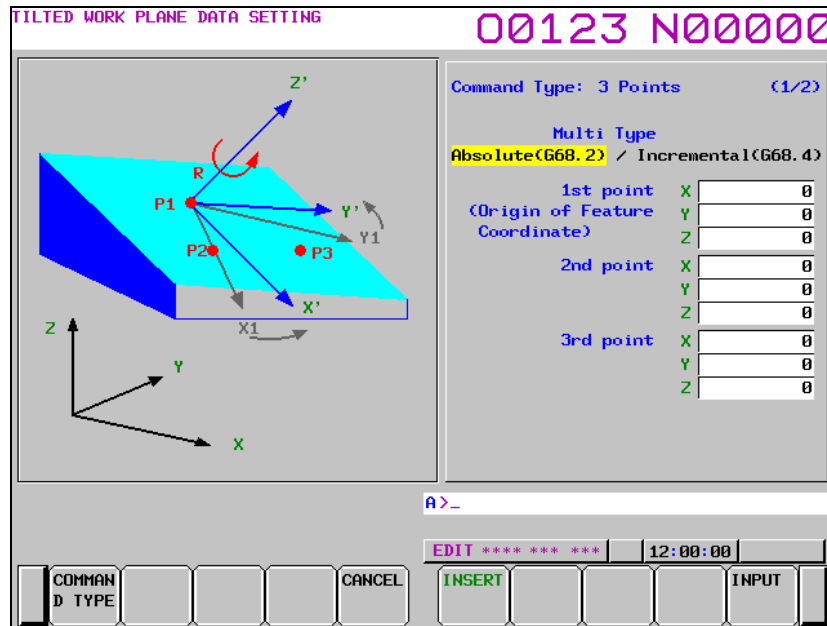 TILTED WORK PLANE DATA SETTING
O0123 N00000
Z'
R
P1
Y'
Y1
P2
P3
X'
X1
Z
Y
X
Command Type: 3 Points (1/2)
Multi Type
Absolute(G68.2) / Incremental(G68.4)
1st point X 0
(Origin of Feature Y 0
Coordinate) Z 0
2nd point X 0
Y 0
Z 0
3rd point X 0
Y 0
Z 0
A>_
EDIT **** *** *** 12:00:00
COMMAN
D TYPE
CANCEL
INSERT
INPUT